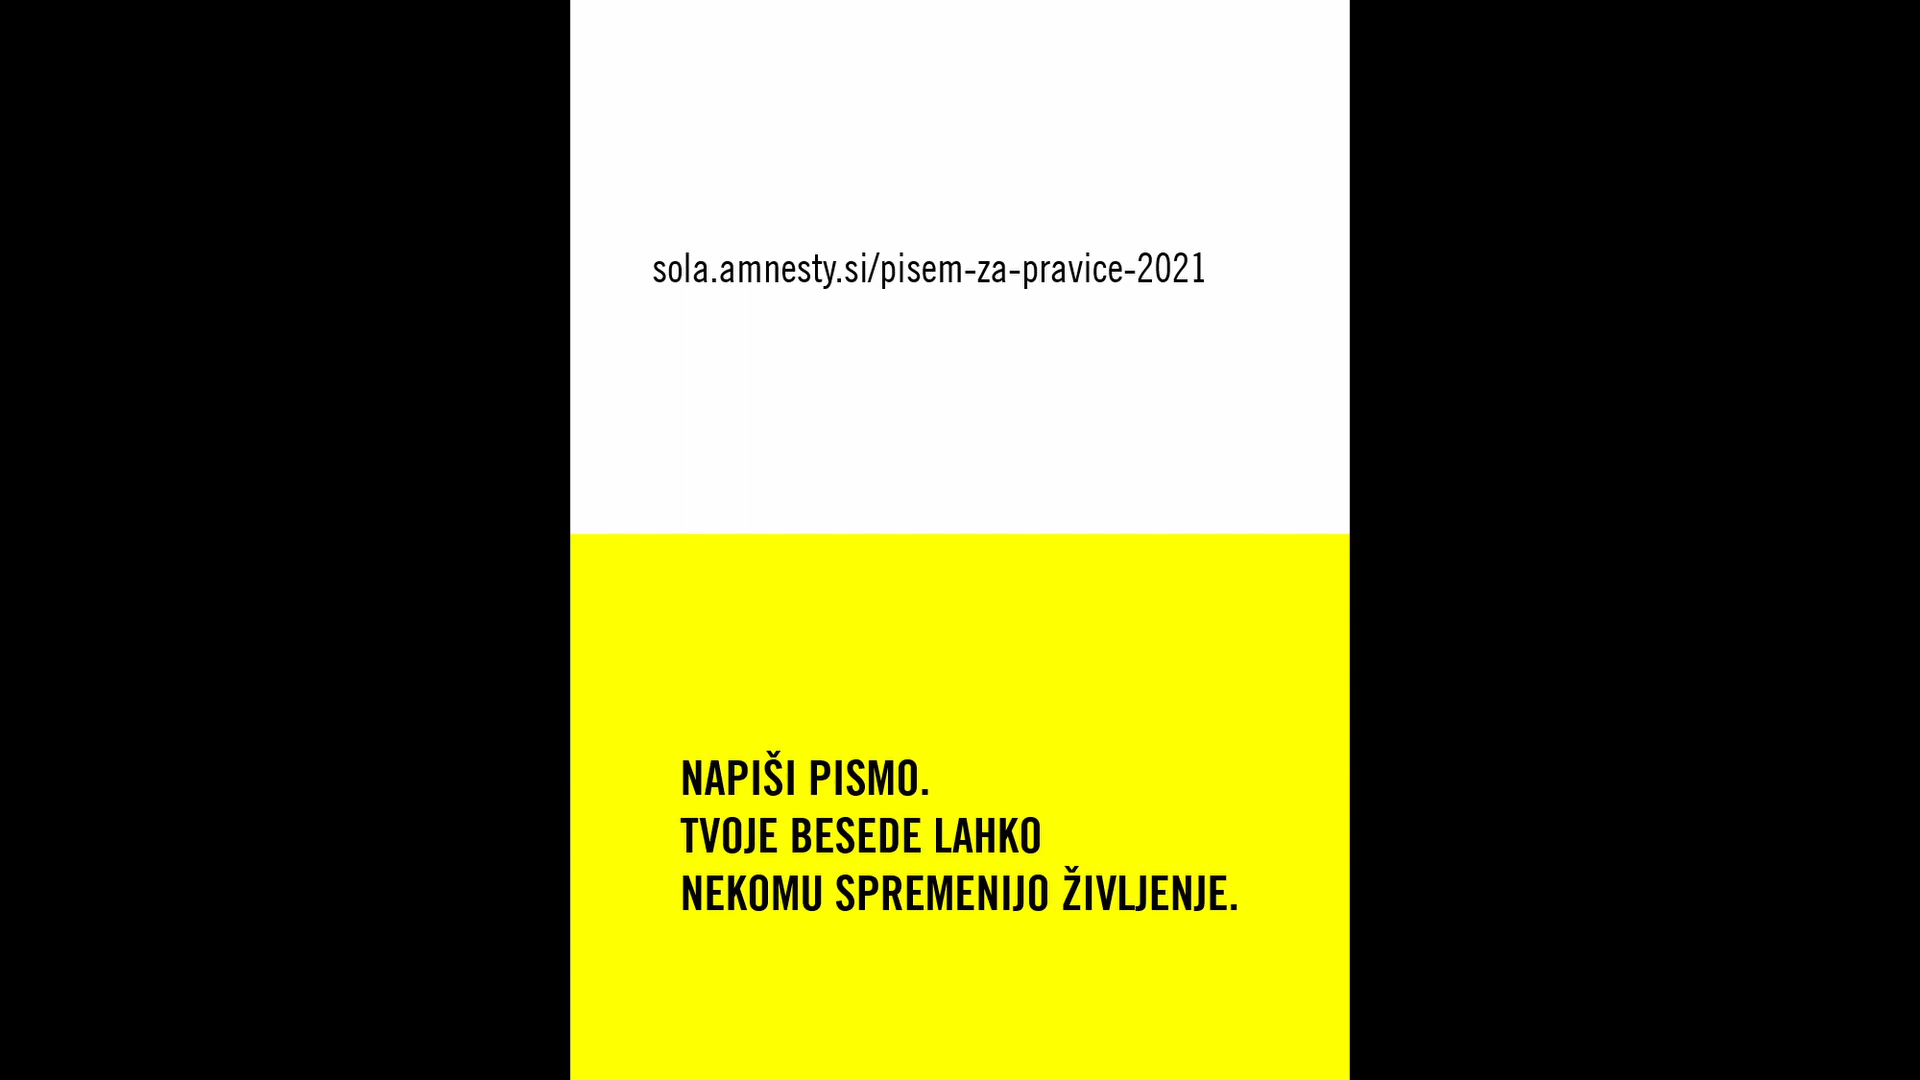 sola.amnesty.si/pisem-za-pravice-2021
NAPIŠI PISMO.
TVOJE BESEDE LAHKO
NEKOMU SPREMENIJO ŽIVLJENJE.